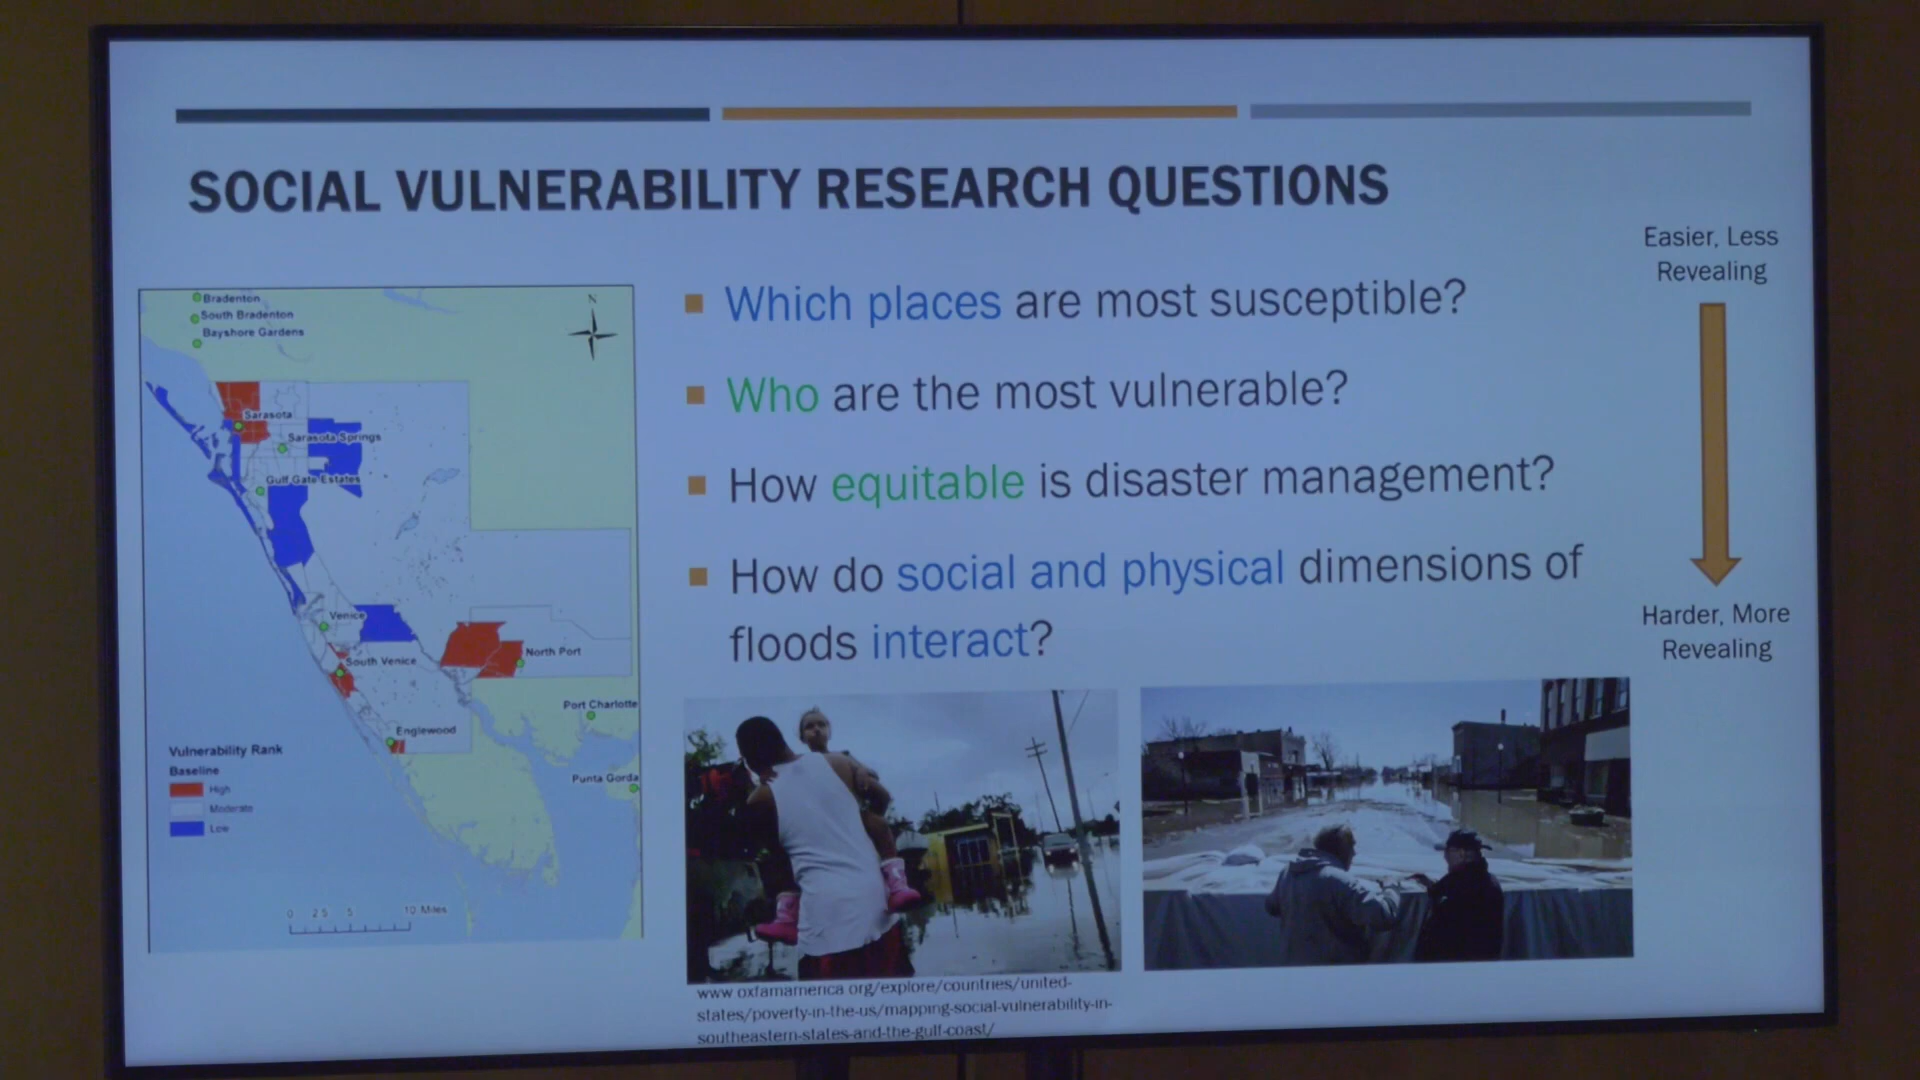 SOCIAL VULNERABILITY RESEARCH QUESTIONS
Easier, Less
Revealing
Which places are most susceptible?
Who are the most vulnerable?
How equitable is disaster management?
How do social and physical dimensions of
floods interact?
Harder, More
Revealing
Bradenton
South Bradenton
Bayshore Gardens
N
Sarasota
Sarasota Springs
Gulf Gate Estates
Venice
South Venice
North Port
Port Charlotte
Englewood
Punta Gorda
Vulnerability Rank
Baseline
High
Moderate
Low
0 2.5 5 10 Miles
www.oxfamamerica.org/explore/countries/united-
states/poverty-in-the-us/mapping-social-vulnerability-in-
southeastern-states-and-the-gulf-coast/